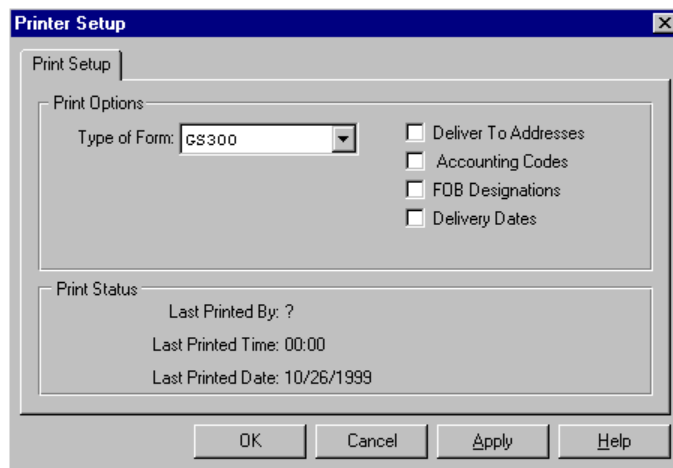 Printer Setup
Print Setup
Print Options
Type of Form: GS300
Deliver To Addresses
Accounting Codes
FOB Designations
Delivery Dates
Print Status
Last Printed By: ?
Last Printed Time: 00:00
Last Printed Date: 10/26/1999
OK Cancel Apply Help